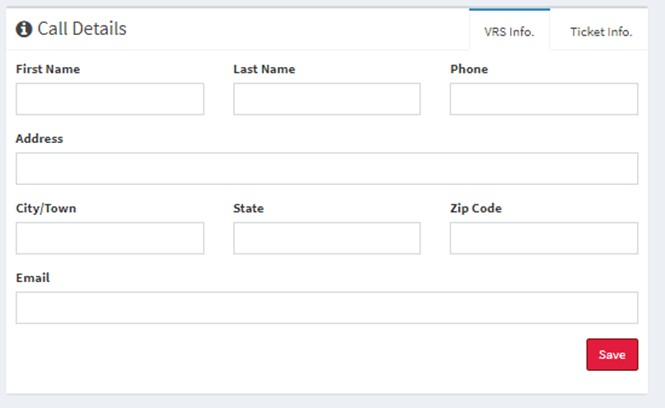 Call Details VRS Info. Ticket Info.
First Name Last Name Phone
Address
City/Town State Zip Code
Email
Save